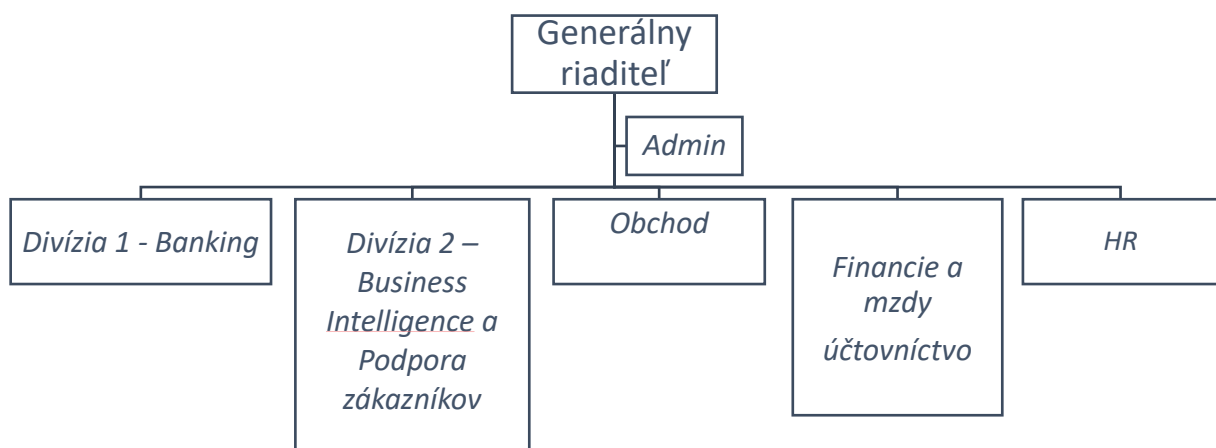 Generálny
riaditeľ
Admin
Divízia 1 - Banking
Divízia 2 –
Business
Intelligence a
Podpora
zákazníkov
Obchod
Financie a
mzdy
účtovníctvo
HR